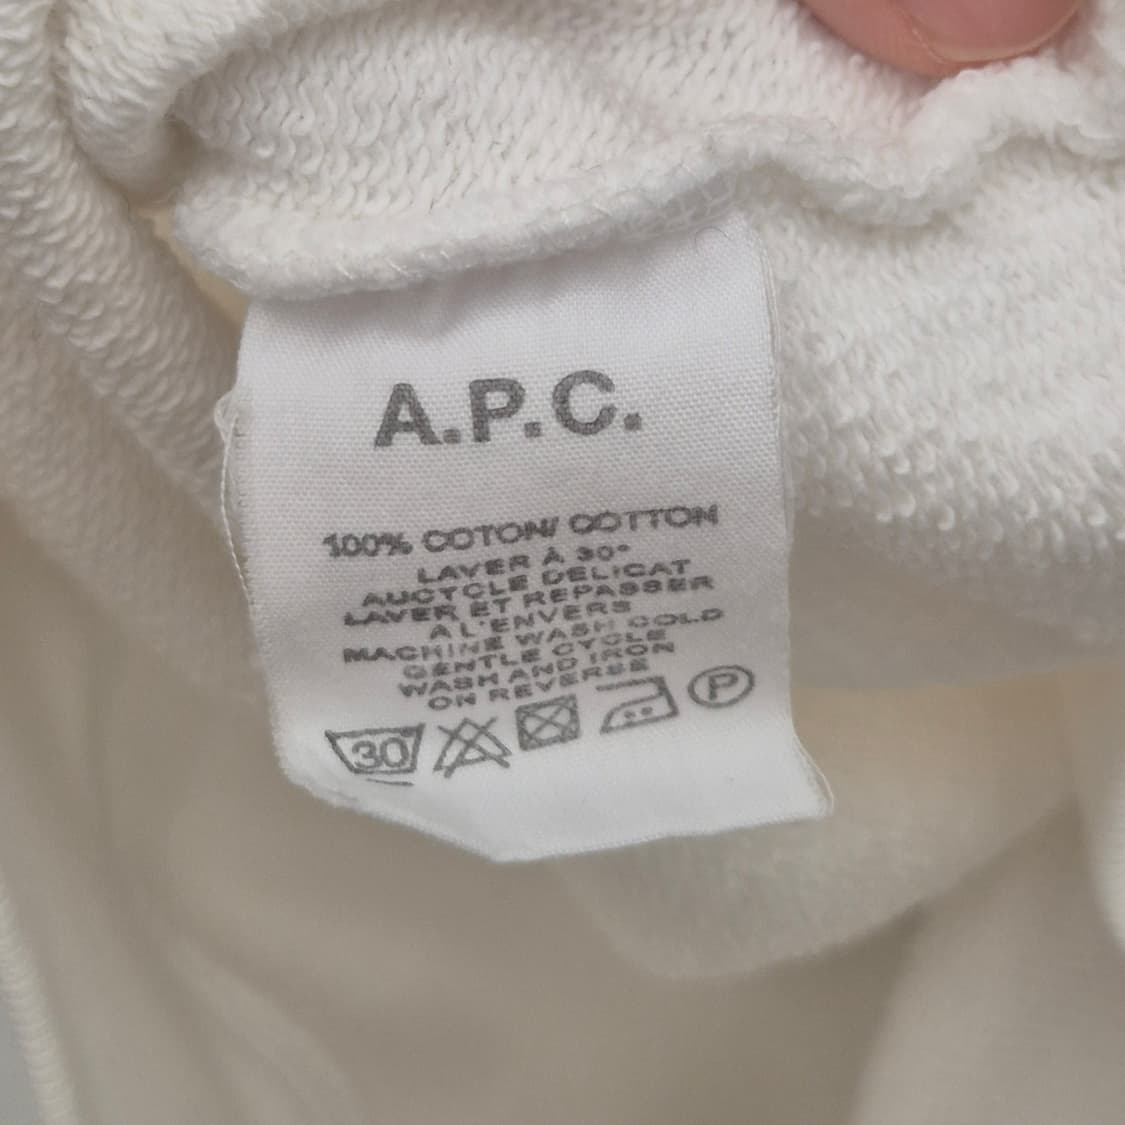 A.P.C.
100% COTON/ COTTON
LAVER À 30°
AUCYCLE DELICAT
LAVER ET REPASSER
A L'ENVERS
MACHINE WASH COLD
GENTLE CYCLE
WASH AND IRON
ON REVERSE
30 P